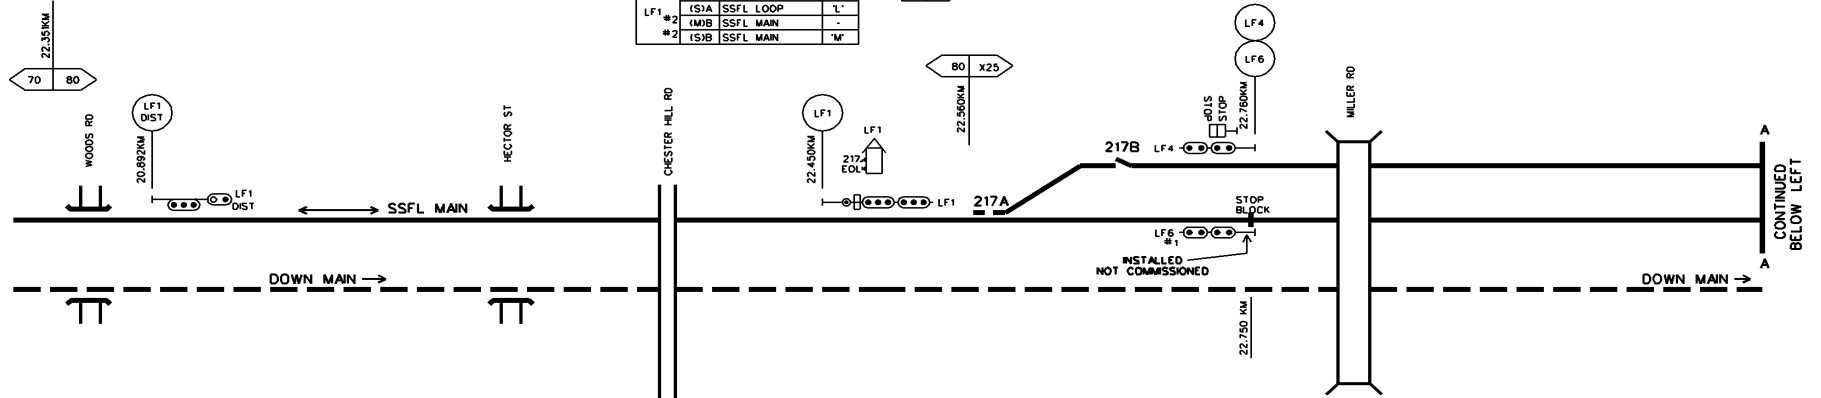 LF1
#2
#2
(S)A SSFL LOOP 'L'
(M)B SSFL MAIN -
(S)B SSFL MAIN 'M'
22.351KM
70 80
LF4
LF6
80 X25
22.560KM
22.760KM
STOP
STOP
MILLER RD
LF1
DIST
20.892KM
WOODS RD
HECTOR ST
CHESTER HILL RD
LF1
22.450KM
LF1
EOL
217B
LF4
A
LF1
DIST
SSFL MAIN
LF1
217A
STOP
BLOCK
CONTINUED
BELOW LEFT
LF6
#1
INSTALLED
NOT COMMISSIONED
A
DOWN MAIN
DOWN MAIN
22.750 KM